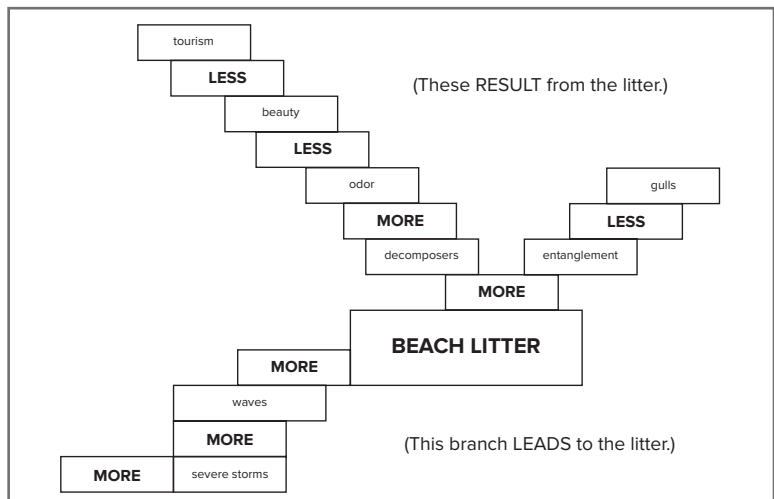 tourism
LESS
(These RESULT from the litter.)
beauty
LESS
odor
gulls
MORE
LESS
decomposers
entanglement
MORE
BEACH LITTER
MORE
waves
MORE
(This branch LEADS to the litter.)
MORE
severe storms